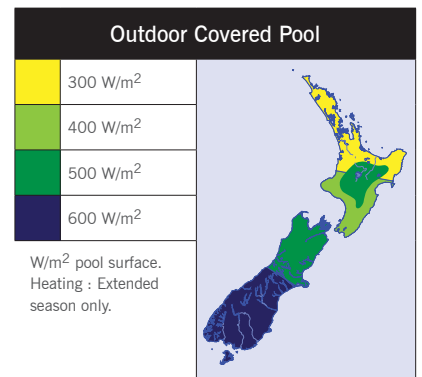 Outdoor Covered Pool
300 W/m²
400 W/m²
500 W/m²
600 W/m²
W/m² pool surface.
Heating : Extended
season only.